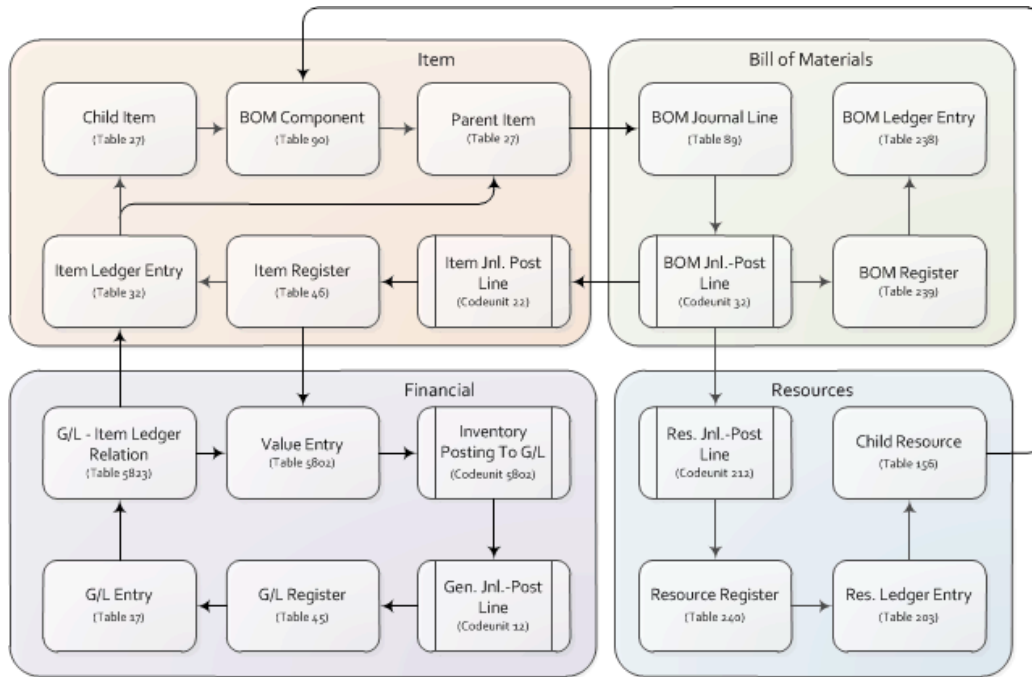 Item
Child Item
(Table 27)
BOM Component
(Table 90)
Parent Item
(Table 27)
Item Ledger Entry
(Table 32)
Item Register
(Table 46)
Item Jnl. Post
Line
(Codeunit 22)
Bill of Materials
BOM Journal Line
(Table 89)
BOM Ledger Entry
(Table 238)
BOM Jnl.-Post
Line
(Codeunit 32)
BOM Register
(Table 239)
Financial
G/L - Item Ledger
Relation
(Table 5823)
Value Entry
(Table 5802)
Inventory
Posting To G/L
(Codeunit 5802)
G/L Entry
(Table 17)
G/L Register
(Table 45)
Gen. Jnl.-Post
Line
(Codeunit 12)
Resources
Res. Jnl.-Post
Line
(Codeunit 212)
Child Resource
(Table 156)
Resource Register
(Table 240)
Res. Ledger Entry
(Table 203)